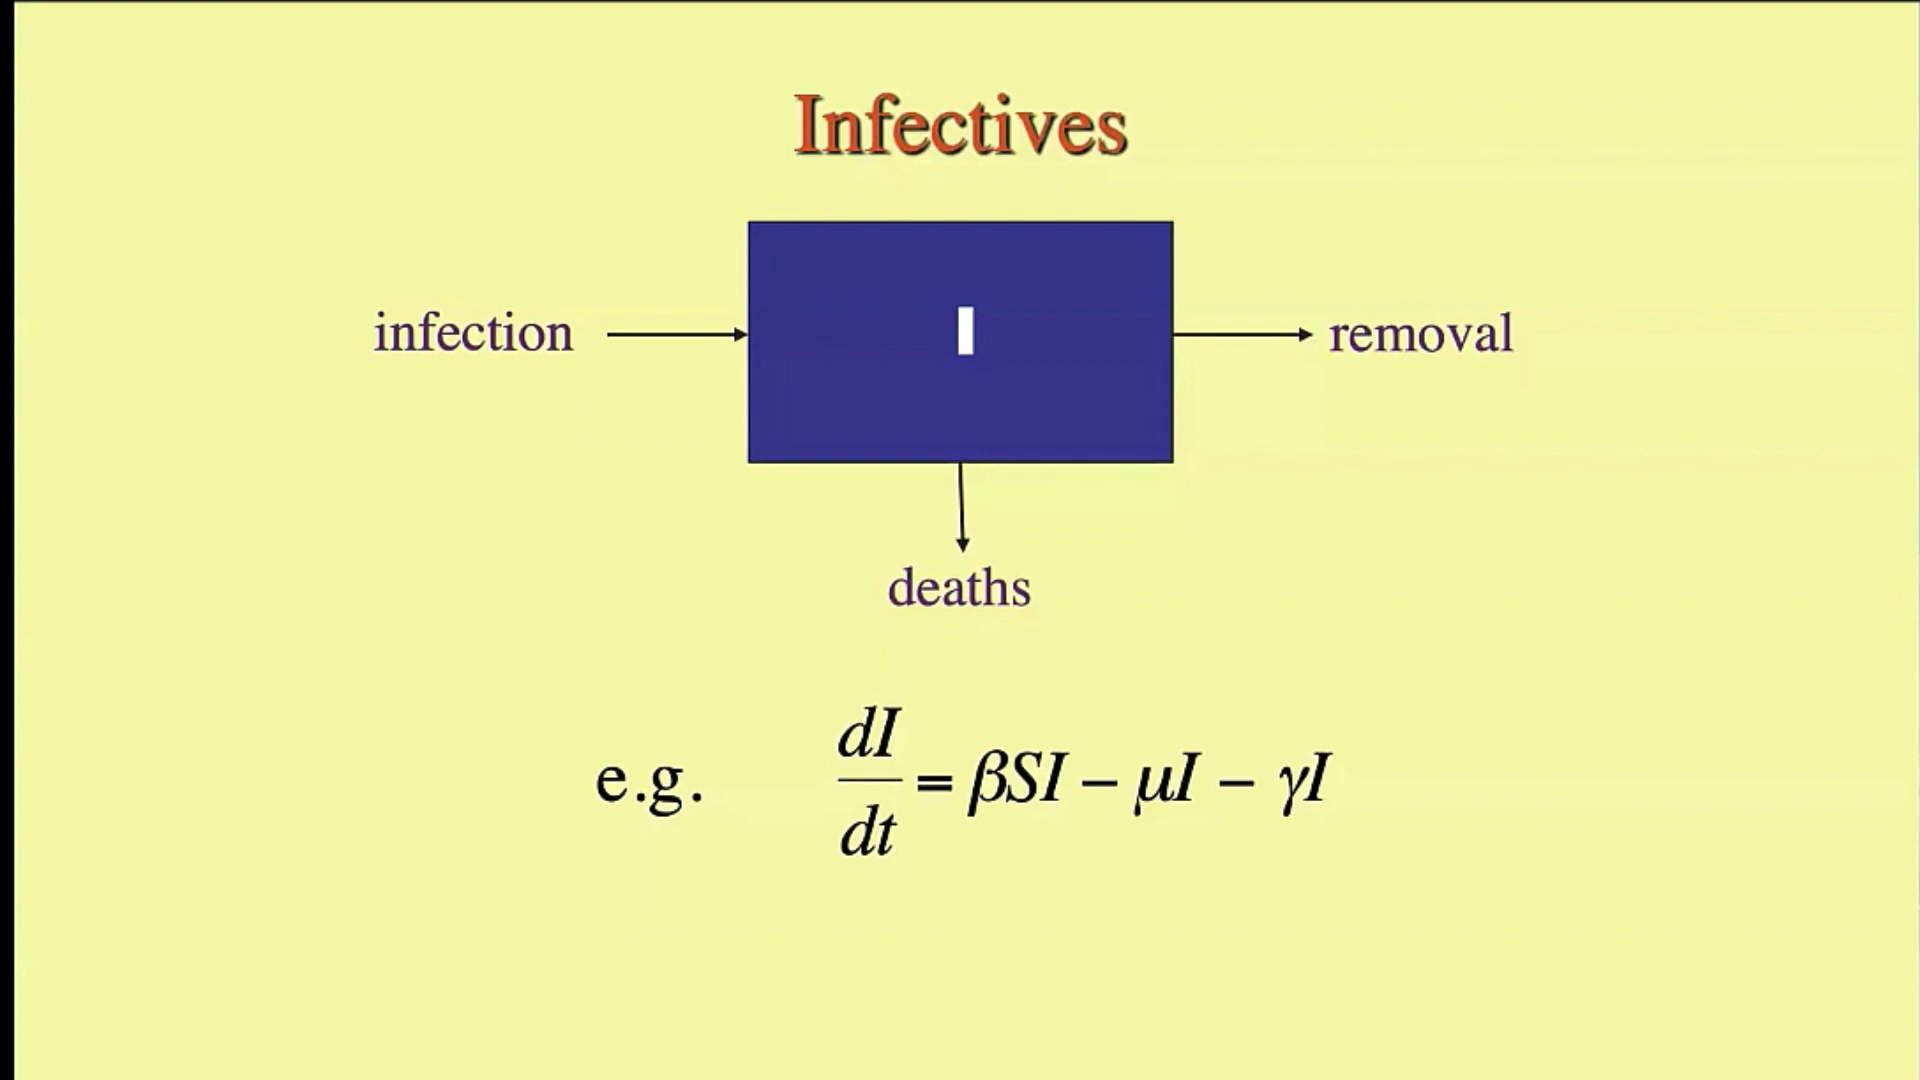 Infectives
infection I removal
deaths
e.g. dI/dt = βSI − μI − γI